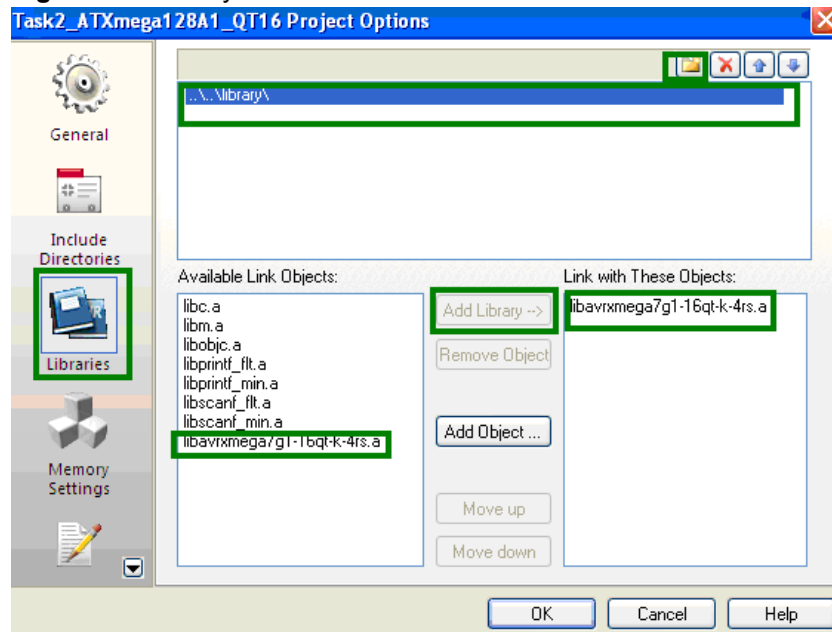 Task2_ATXmega128A1_QT16 Project Options
..\..\library\
General
Include
Directories
Libraries
Memory
Settings
Available Link Objects:
libc.a
libm.a
libobjc.a
libprintf_flt.a
libprintf_min.a
libscanf_flt.a
libscanf_min.a
libavrxmega7g1-16qt-k-4rs.a
Add Library -->
Remove Object
Add Object ...
Move up
Move down
Link with These Objects:
libavrxmega7g1-16qt-k-4rs.a
OK
Cancel
Help